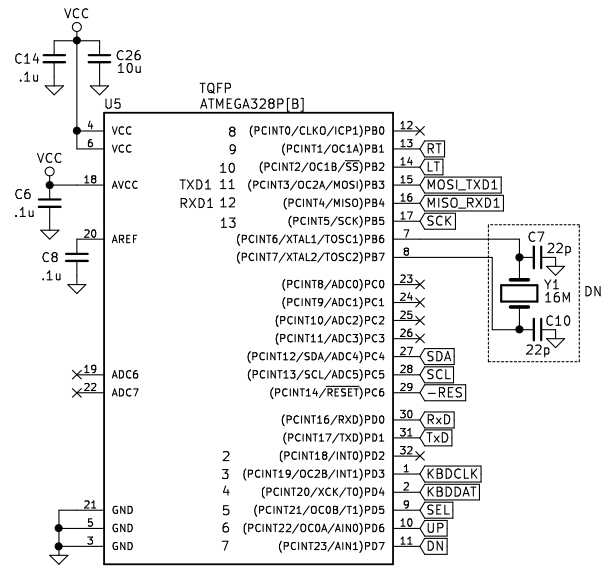 VCC
C14
.1u
C26
10u
U5
TQFP
ATMEGA328P[B]
4 VCC 8 (PCINT0/CLKO/ICP1)PB0 12
6 VCC 9 (PCINT1/OC1A)PB1 13 RT
10 (PCINT2/OC1B/SS)PB2 14 LT
VCC
18 AVCC TXD1 11 (PCINT3/OC2A/MOSI)PB3 15 MOSI_TXD1
C6
.1u
RXD1 12 (PCINT4/MISO)PB4 16 MISO_RXD1
13 (PCINT5/SCK)PB5 17 SCK
20 AREF (PCINT6/XTAL1/TOSC1)PB6 7
C8
.1u
(PCINT7/XTAL2/TOSC2)PB7 8
C7
22p
Y1
16M
DN
C10
22p
(PCINT8/ADC0)PC0 23
(PCINT9/ADC1)PC1 24
(PCINT10/ADC2)PC2 25
(PCINT11/ADC3)PC3 26
(PCINT12/SDA/ADC4)PC4 27 SDA
19 ADC6 (PCINT13/SCL/ADC5)PC5 28 SCL
22 ADC7 (PCINT14/RESET)PC6 29 -RES
(PCINT16/RXD)PD0 30 RxD
(PCINT17/TXD)PD1 31 TxD
2 (PCINT18/INT0)PD2 32
3 (PCINT19/OC2B/INT1)PD3 1 KBDCLK
4 (PCINT20/XCK/T0)PD4 2 KBDDAT
21 GND 5 (PCINT21/OC0B/T1)PD5 9 SEL
5 GND 6 (PCINT22/OC0A/AIN0)PD6 10 UP
3 GND 7 (PCINT23/AIN1)PD7 11 DN